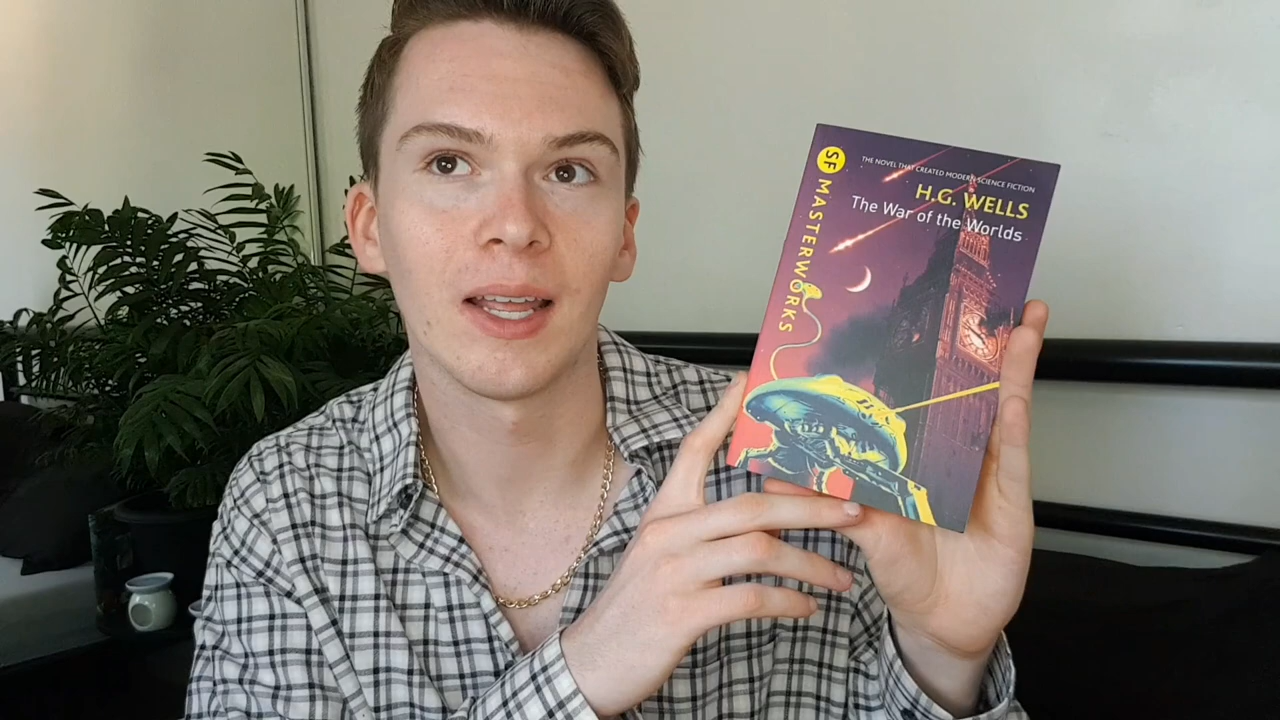 SF MASTERWORKS
THE NOVEL THAT CREATED MODERN SCIENCE FICTION
H.G. WELLS
The War of the Worlds